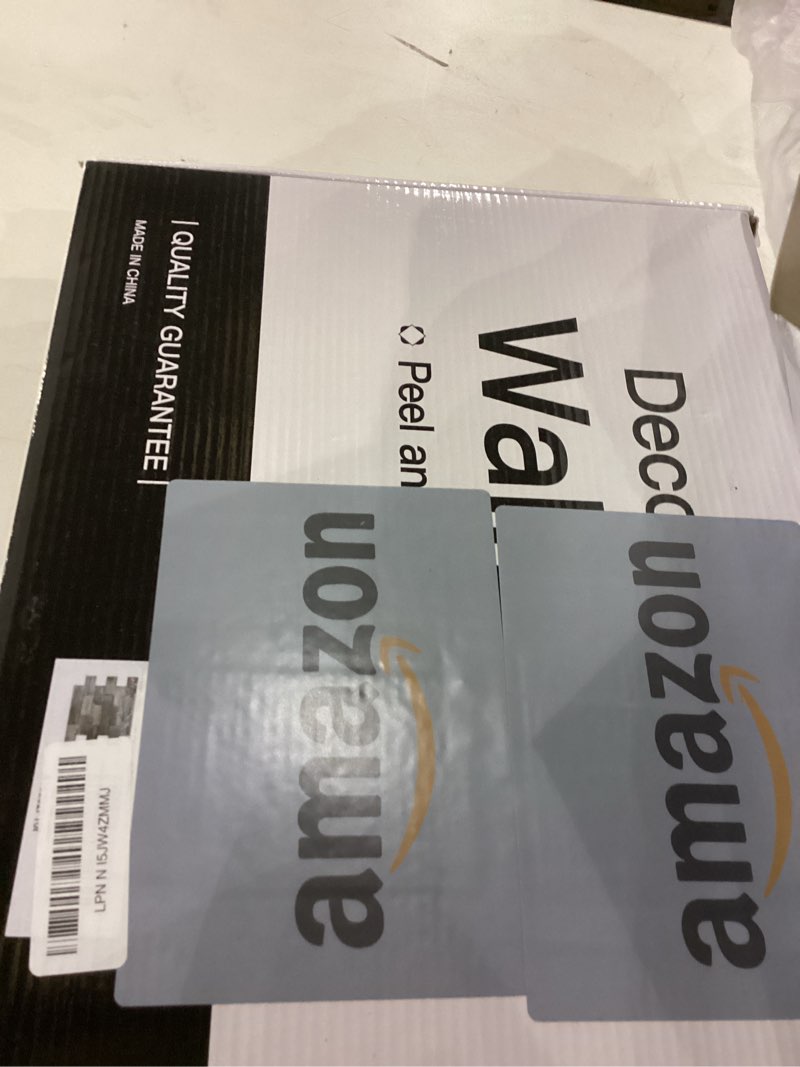 Deco
Wal
Peel an
| QUALITY GUARANTEE |
MADE IN CHINA
amazon
amazon
LPN N I5JW4ZMMJ